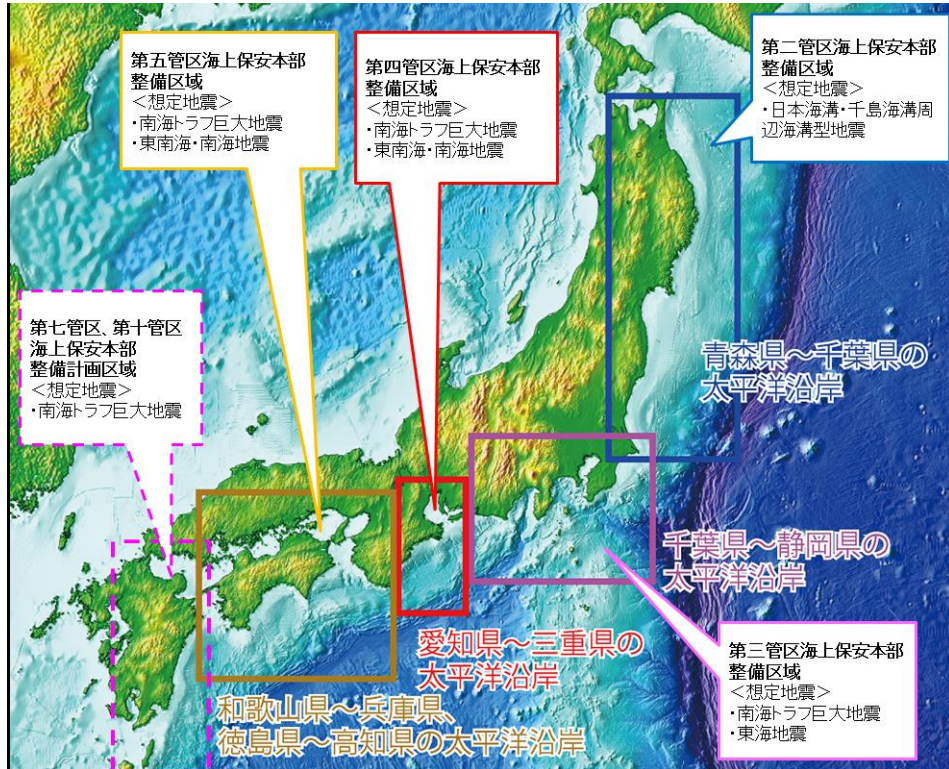 第五管区海上保安本部
整備区域
＜想定地震＞
・南海トラフ巨大地震
・東南海・南海地震
第四管区海上保安本部
整備区域
＜想定地震＞
・南海トラフ巨大地震
・東南海・南海地震
第二管区海上保安本部
整備区域
＜想定地震＞
・日本海溝・千島海溝周
辺海溝型地震
第七管区、第十管区
海上保安本部
整備計画区域
＜想定地震＞
・南海トラフ巨大地震
青森県～千葉県の
太平洋沿岸
千葉県～静岡県の
太平洋沿岸
愛知県～三重県の
太平洋沿岸
和歌山県～兵庫県、
徳島県～高知県の太平洋沿岸
第三管区海上保安本部
整備区域
＜想定地震＞
・南海トラフ巨大地震
・東海地震